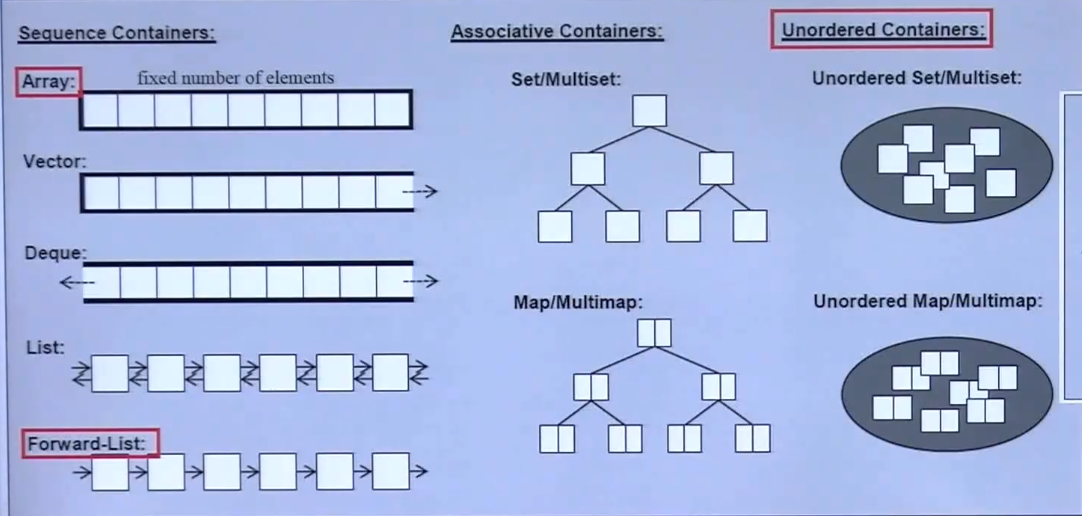 Sequence Containers:
Array:
fixed number of elements
Vector:
Deque:
List:
Forward-List:
Associative Containers:
Set/Multiset:
Map/Multimap:
Unordered Containers:
Unordered Set/Multiset:
Unordered Map/Multimap: